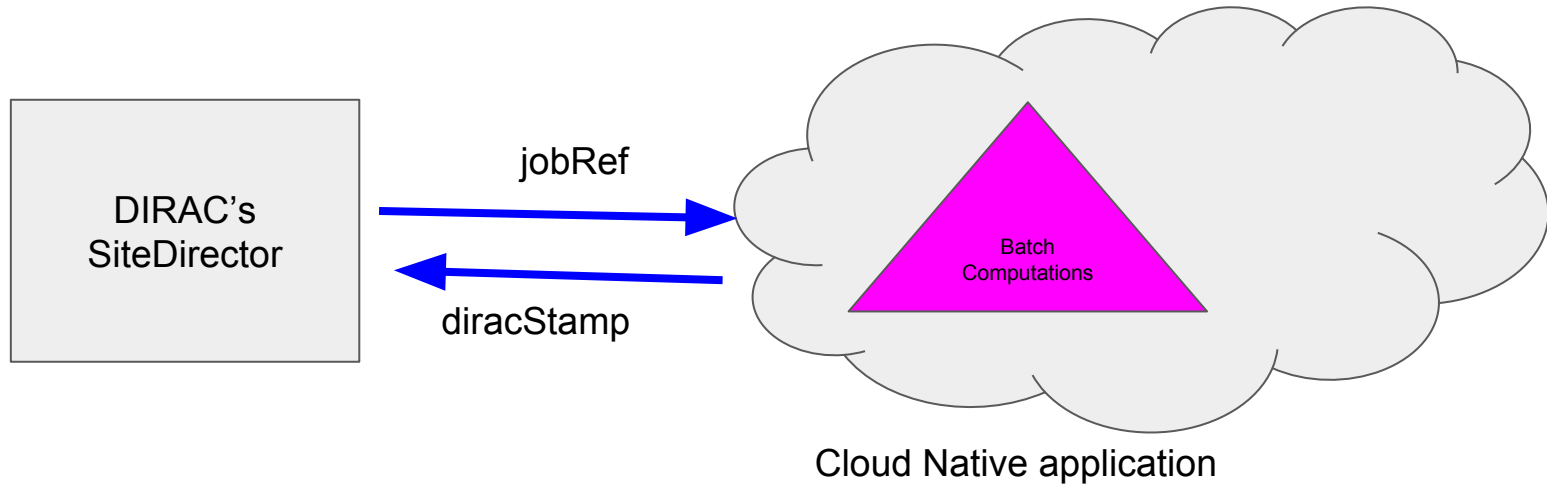 DIRAC’s
SiteDirector
jobRef
diracStamp
Batch
Computations
Cloud Native application